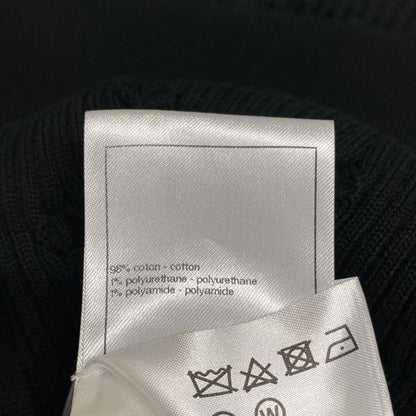 98% coton - cotton
1% polyurethane - polyurethane
1% polyamide - polyamide
W